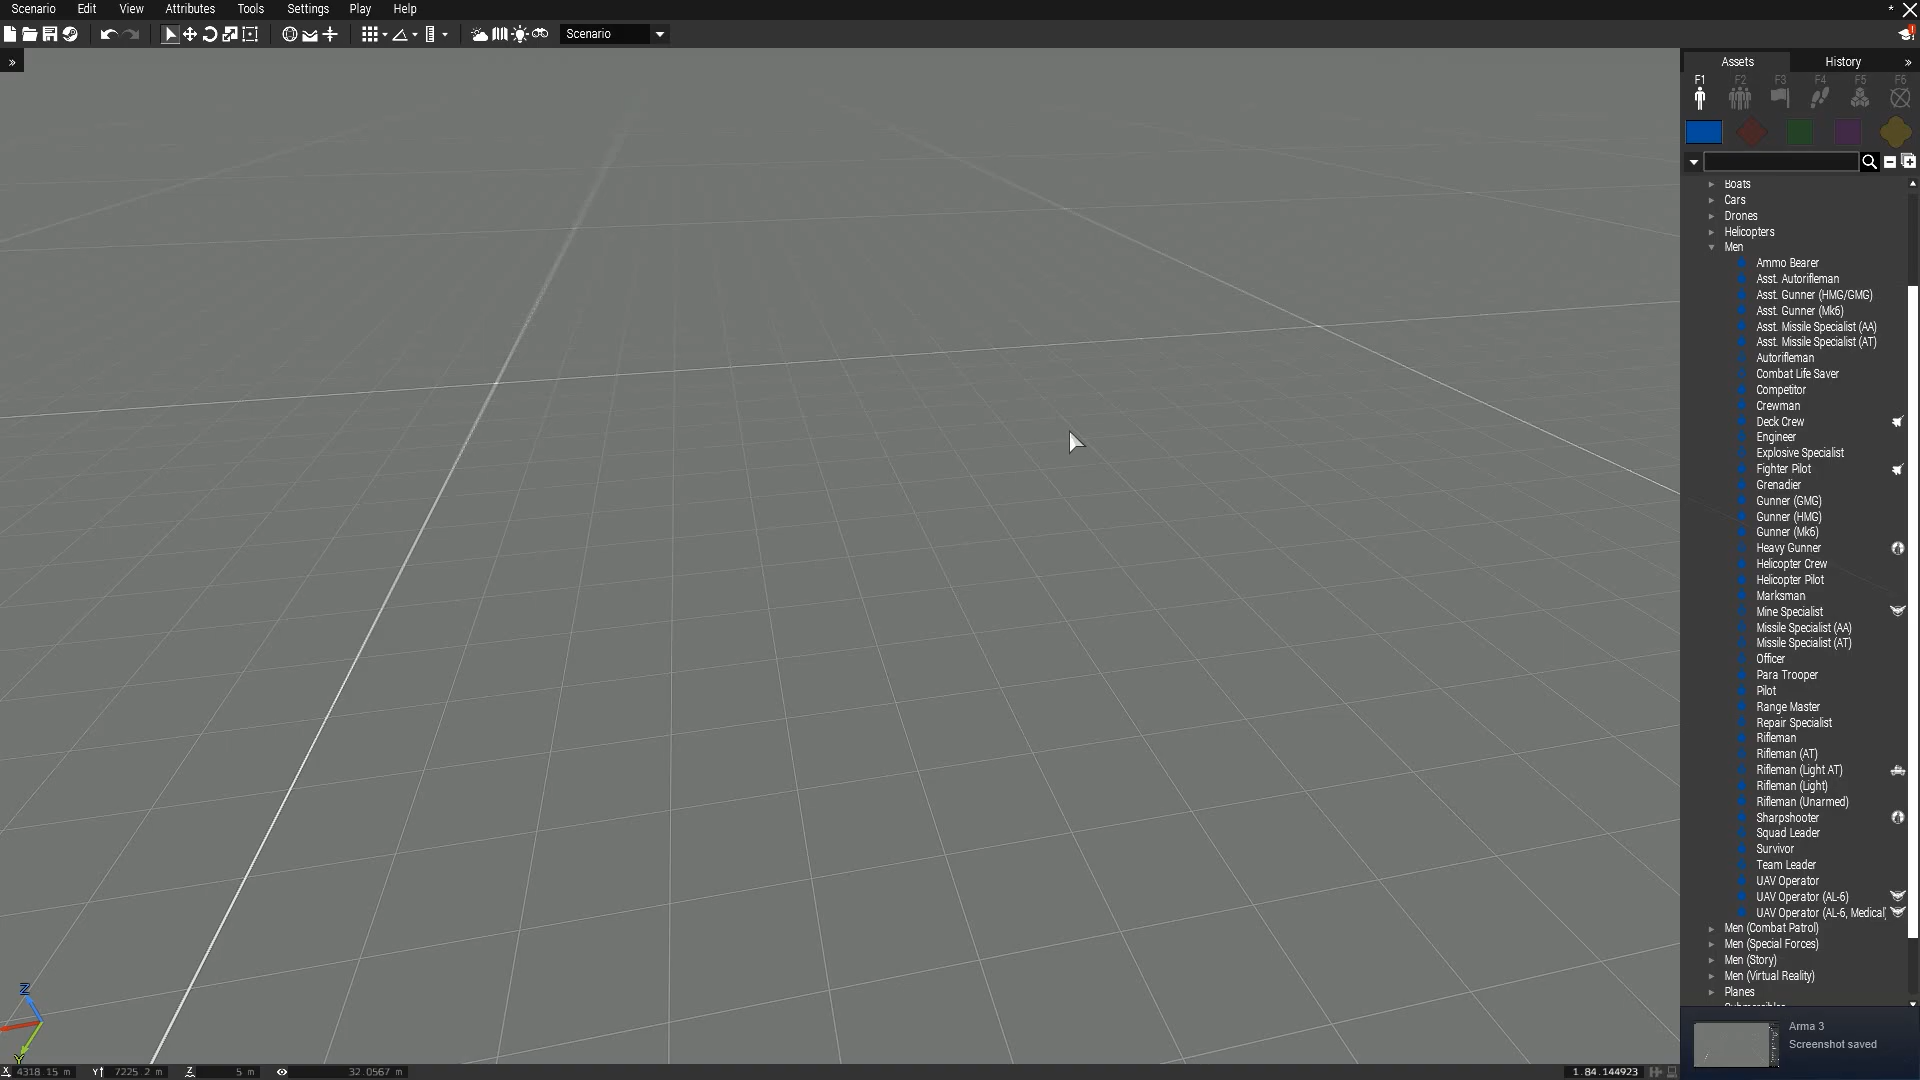 Scenario Edit View Attributes Tools Settings Play Help
Scenario
Assets History
F1 F2 F3 F4 F5 F6
Boats
Cars
Drones
Helicopters
Men
Ammo Bearer
Asst. Autorifleman
Asst. Gunner (HMG/GMG)
Asst. Gunner (Mk6)
Asst. Missile Specialist (AA)
Asst. Missile Specialist (AT)
Autorifleman
Combat Life Saver
Competitor
Crewman
Deck Crew
Engineer
Explosive Specialist
Fighter Pilot
Grenadier
Gunner (GMG)
Gunner (HMG)
Gunner (Mk6)
Heavy Gunner
Helicopter Crew
Helicopter Pilot
Marksman
Mine Specialist
Missile Specialist (AA)
Missile Specialist (AT)
Officer
Para Trooper
Pilot
Range Master
Repair Specialist
Rifleman
Rifleman (AT)
Rifleman (Light AT)
Rifleman (Light)
Rifleman (Unarmed)
Sharpshooter
Squad Leader
Survivor
Team Leader
UAV Operator
UAV Operator (AL-6)
UAV Operator (AL-6, Medical)
Men (Combat Patrol)
Men (Special Forces)
Men (Story)
Men (Virtual Reality)
Planes
Arma 3
Screenshot saved
Z
Y
X 4318.15 m Y 7225.2 m Z 5 m 32.0567 m 1.84.144923